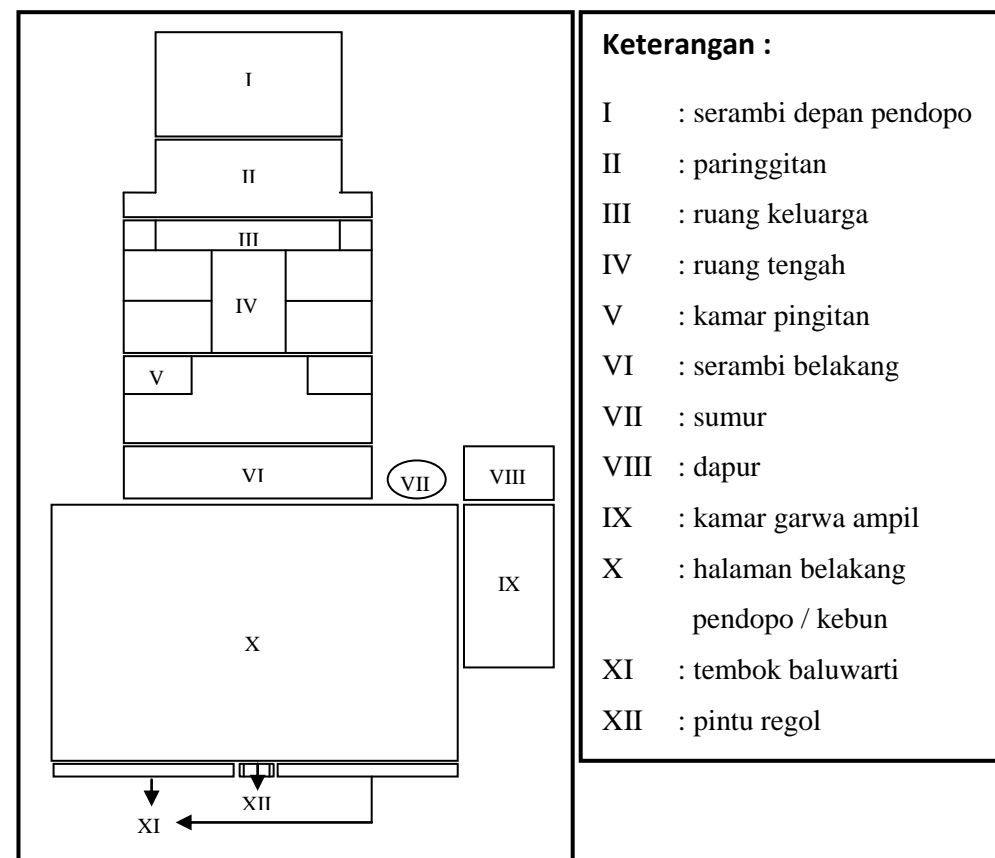 I
II
III
IV
V
VI
VII
VIII
IX
X
XII
XI
Keterangan :
I : serambi depan pendopo
II : paringgitan
III : ruang keluarga
IV : ruang tengah
V : kamar pingitan
VI : serambi belakang
VII : sumur
VIII : dapur
IX : kamar garwa ampil
X : halaman belakang
pendopo / kebun
XI : tembok baluwarti
XII : pintu regol